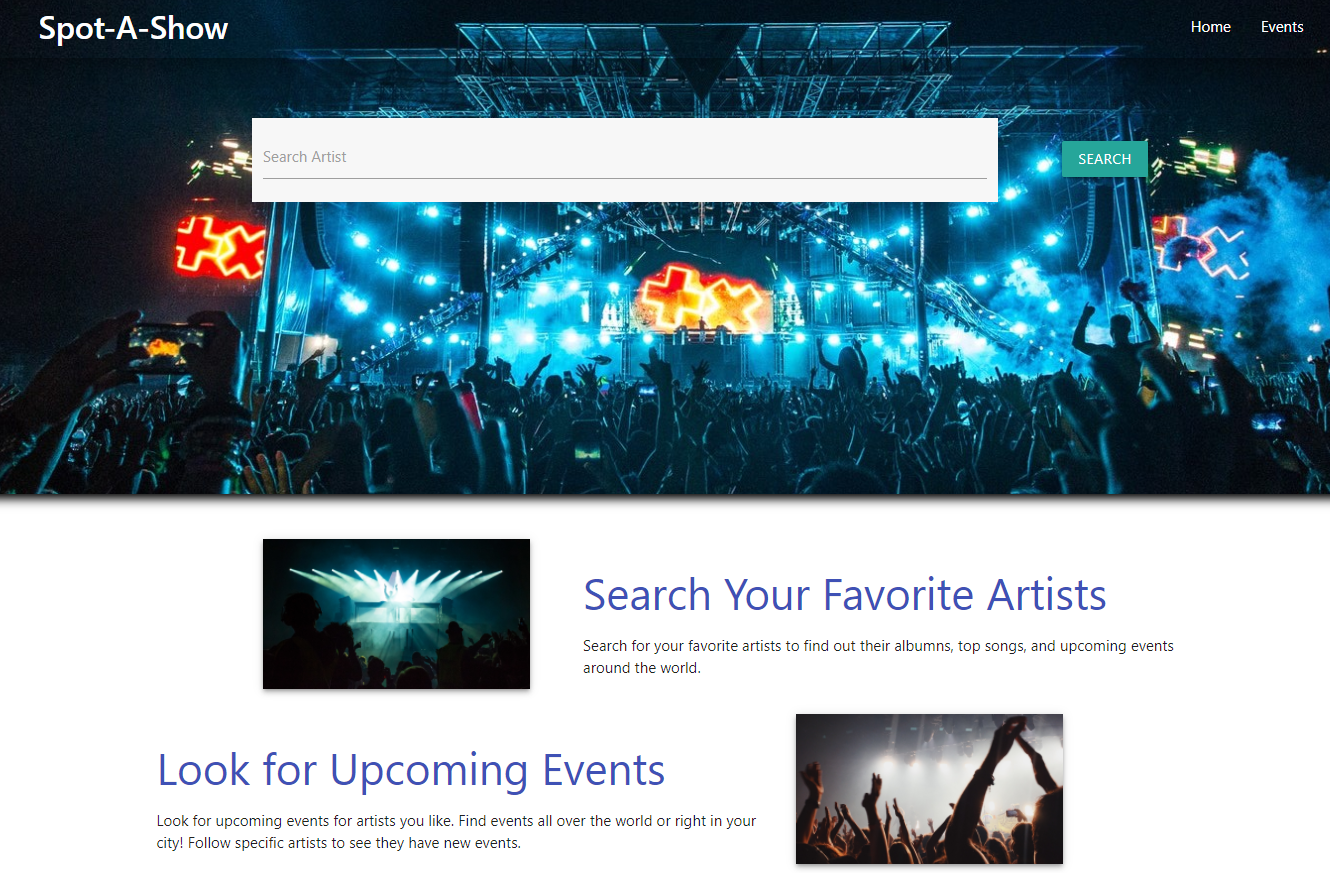 Spot-A-Show
Home
Events
Search Artist
SEARCH
Search Your Favorite Artists
Search for your favorite artists to find out their albumns, top songs, and upcoming events
around the world.
Look for Upcoming Events
Look for upcoming events for artists you like. Find events all over the world or right in your
city! Follow specific artists to see they have new events.